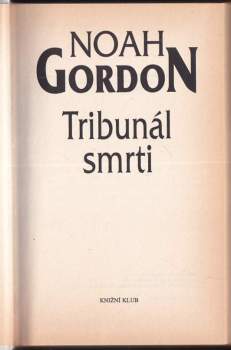 NOAH
GORDON
Tribunál
smrti
KNIŽNÍ KLUB